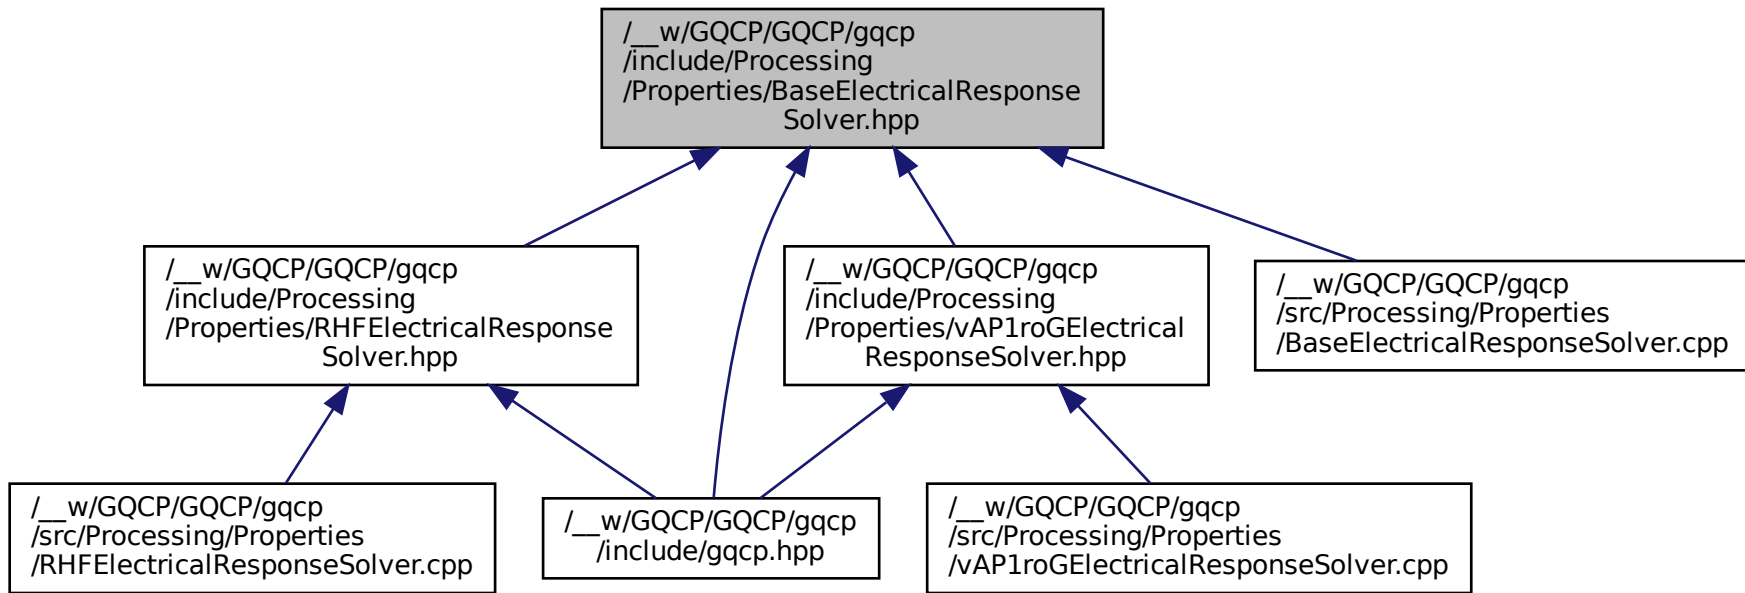 /__w/GQCP/GQCP/gqcp
/include/Processing
/Properties/BaseElectricalResponse
Solver.hpp
/__w/GQCP/GQCP/gqcp
/include/Processing
/Properties/RHFElectricalResponse
Solver.hpp
/__w/GQCP/GQCP/gqcp
/include/Processing
/Properties/vAP1roGElectrical
ResponseSolver.hpp
/__w/GQCP/GQCP/gqcp
/src/Processing/Properties
/BaseElectricalResponseSolver.cpp
/__w/GQCP/GQCP/gqcp
/src/Processing/Properties
/RHFElectricalResponseSolver.cpp
/__w/GQCP/GQCP/gqcp
/include/gqcp.hpp
/__w/GQCP/GQCP/gqcp
/src/Processing/Properties
/vAP1roGElectricalResponseSolver.cpp